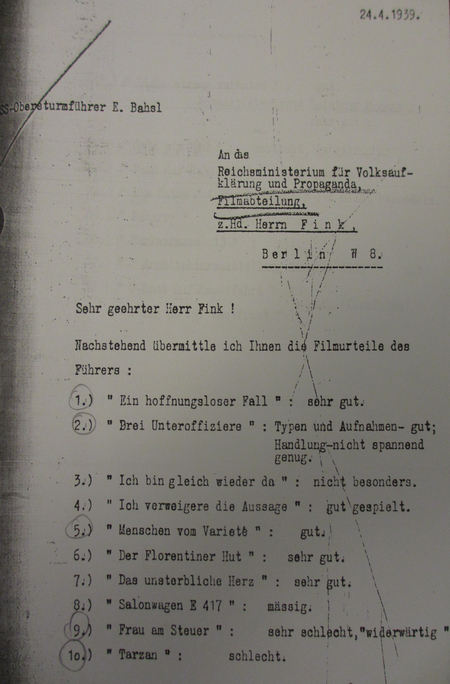 24.4.1939.
SS-Obersturmführer E. Bahsl
An das
Reichsministerium für Volksauf-
klärung und Propaganda,
Filmabteilung,
z.Hd. Herrn F i n k ,
B e r l i n W 8.
Sehr geehrter Herr Fink !
Nachstehend übermittle ich Ihnen die Filmurteile des
Führers :
1.) " Ein hoffnungsloser Fall " : sehr gut.
2.) " Drei Unteroffiziere " : Typen und Aufnahmen- gut;
Handlung-nicht spannend
genug.
3.) " Ich bin gleich wieder da " : nicht besonders.
4.) " Ich verweigere die Aussage " : gut gespielt.
5.) " Menschen vom Varieté " : gut.
6.) " Der Florentiner Hut " : sehr gut.
7.) " Das unsterbliche Herz " : sehr gut.
8.) " Salonwagen E 417 " : mässig.
9.) " Frau am Steuer " : sehr schlecht,"widerwärtig "
1o.) " Tarzan " : schlecht.